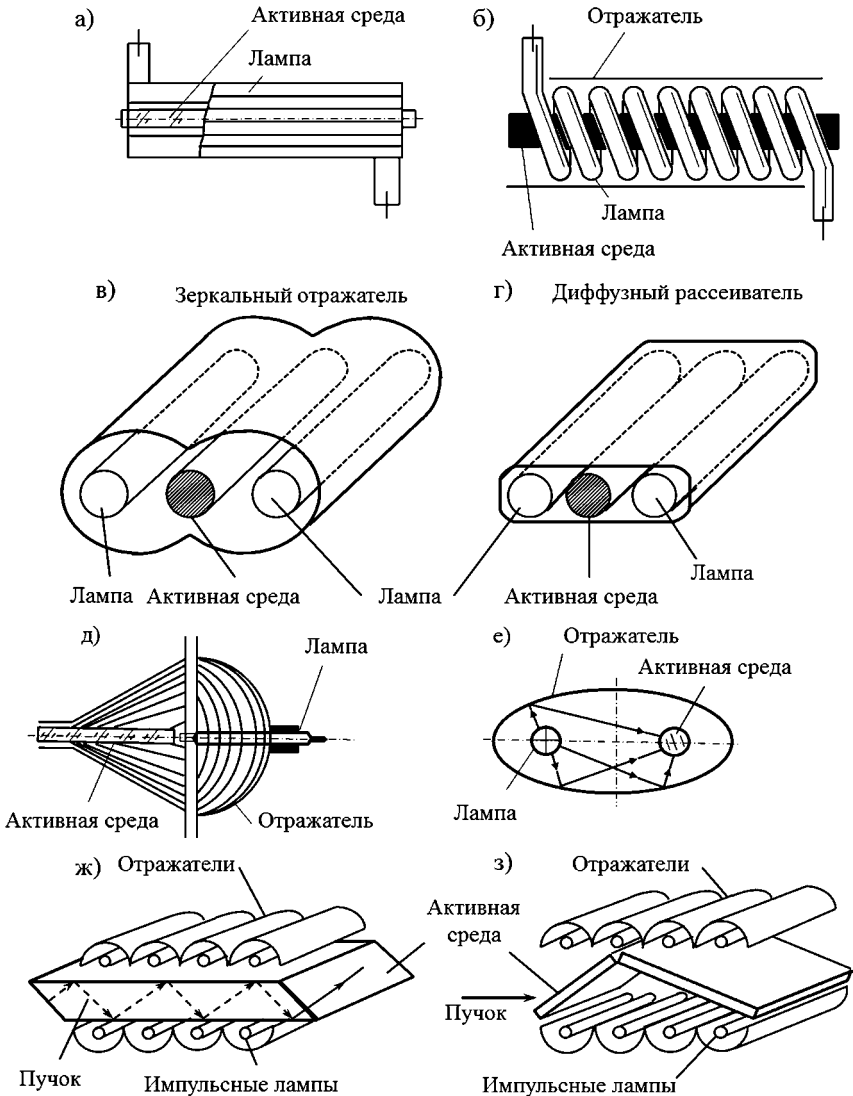 а)
Активная среда
Лампа
б)
Отражатель
Лампа
Активная среда
в)
Зеркальный отражатель
г)
Диффузный рассеиватель
Лампа
Активная среда
Лампа
Активная среда
Лампа
д)
Лампа
Активная среда
Отражатель
е)
Отражатель
Активная среда
Лампа
ж)
Отражатели
Активная
среда
Пучок
Импульсные лампы
з)
Отражатели
Пучок
Импульсные лампы